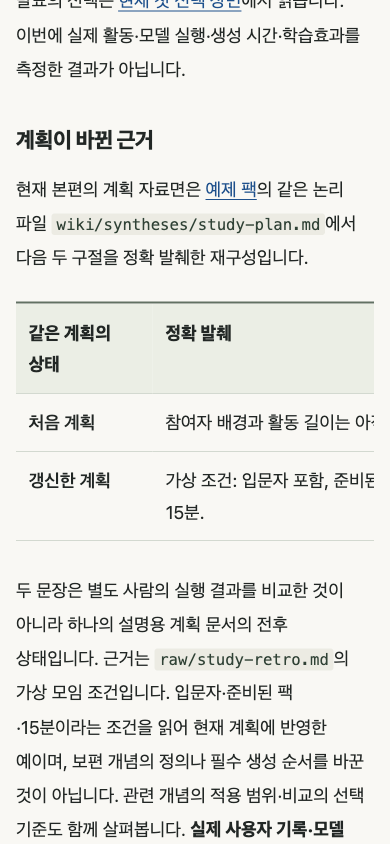 이번에 실제 활동·모델 실행·생성 시간·학습효과를
측정한 결과가 아닙니다.
계획이 바뀐 근거
현재 본편의 계획 자료면은 예제 팩의 같은 논리
파일 wiki/syntheses/study-plan.md 에서
다음 두 구절을 정확 발췌한 재구성입니다.
같은 계획의 상태
정확 발췌
처음 계획
참여자 배경과 활동 길이는
갱신한 계획
가상 조건: 입문자 포함,
15분.
두 문장은 별도 사람의 실행 결과를 비교한 것이
아니라 하나의 설명용 계획 문서의 전후
상태입니다. 근거는 raw/study-retro.md 의
가상 모임 조건입니다. 입문자·준비된 팩
·15분이라는 조건을 읽어 현재 계획에 반영한
예이며, 보편 개념의 정의나 필수 생성 순서를 바꾼
것이 아닙니다. 관련 개념의 적용 범위·비교의 선택
기준도 함께 살펴봅니다. 실제 사용자 기록·모델